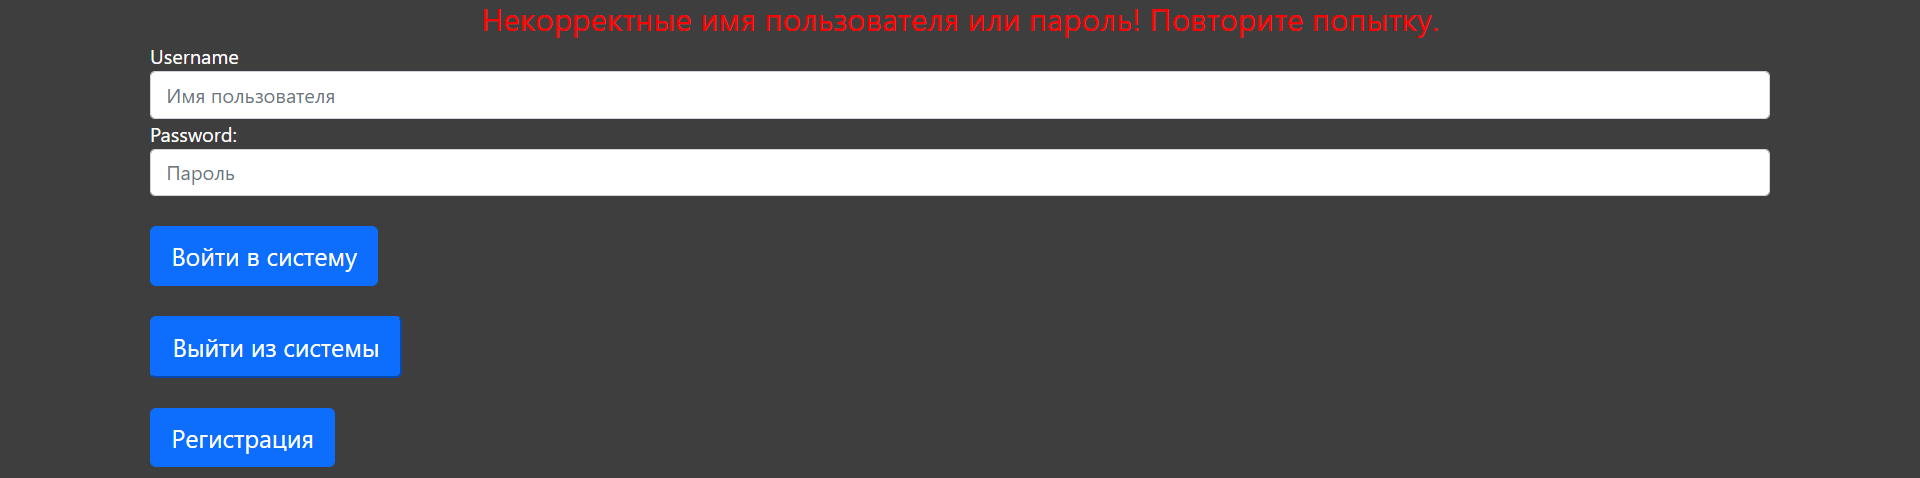 Некорректные имя пользователя или пароль! Повторите попытку.
Username
Имя пользователя
Password:
Пароль
Войти в систему
Выйти из системы
Регистрация